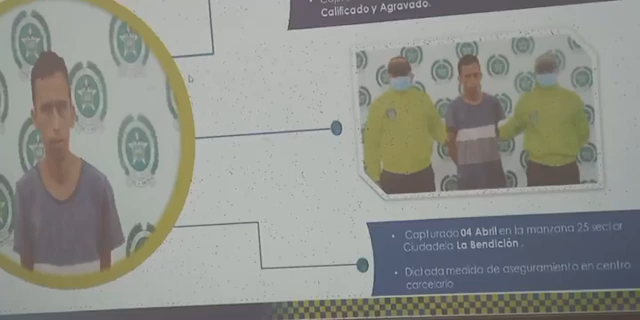 Calificado y Agravado.
• Capturado 04 Abril en la manzana 25 sector
Ciudadela La Bendición .
• Dictada medida de aseguramiento en centro
carcelario